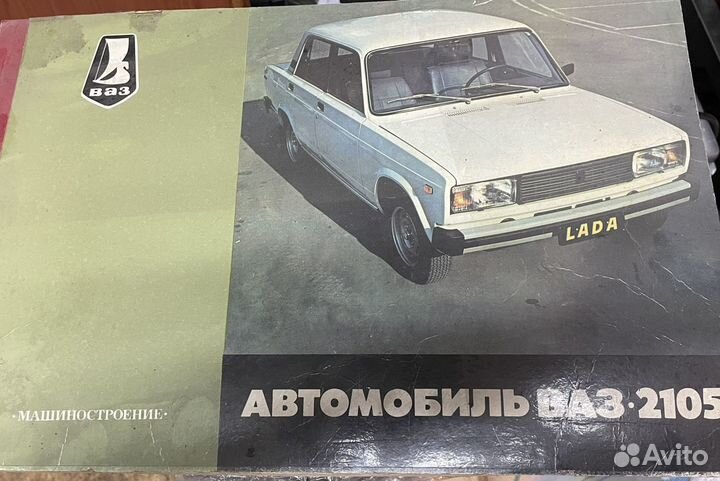 ваз
LADA
·МАШИНОСТРОЕНИЕ·
АВТОМОБИЛЬ ВАЗ·2105
Avito